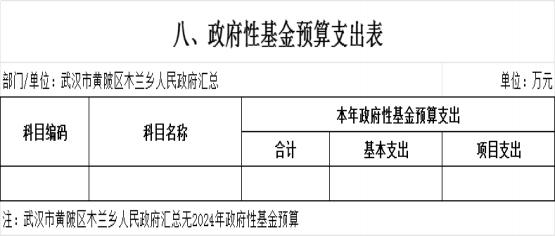 八、政府性基金预算支出表
部门/单位：武汉市黄陂区木兰乡人民政府汇总 单位：万元
科目编码 科目名称 本年政府性基金预算支出
合计 基本支出 项目支出
注：武汉市黄陂区木兰乡人民政府汇总无2024年政府性基金预算